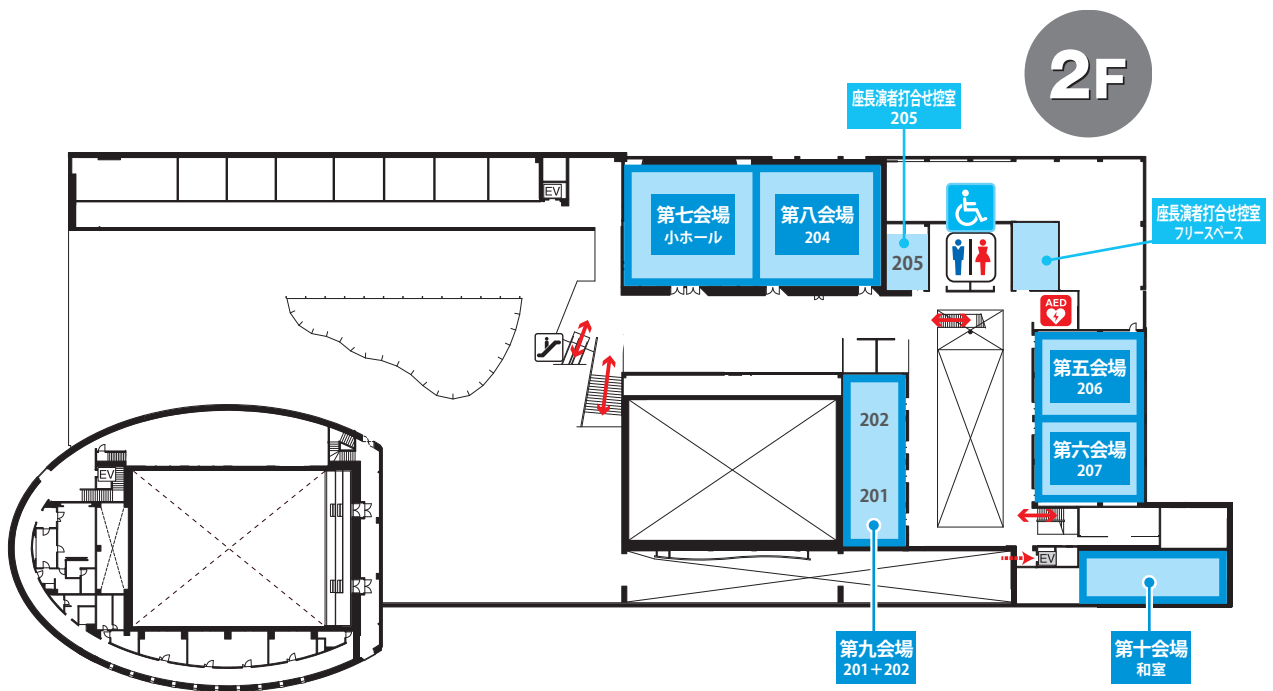 2F
座長演者打合せ控室
205
座長演者打合せ控室
フリースペース
EV
第七会場
小ホール
第八会場
204
205
AED
第五会場
206
第六会場
207
202
201
EV
EV
第九会場
201＋202
第十会場
和室